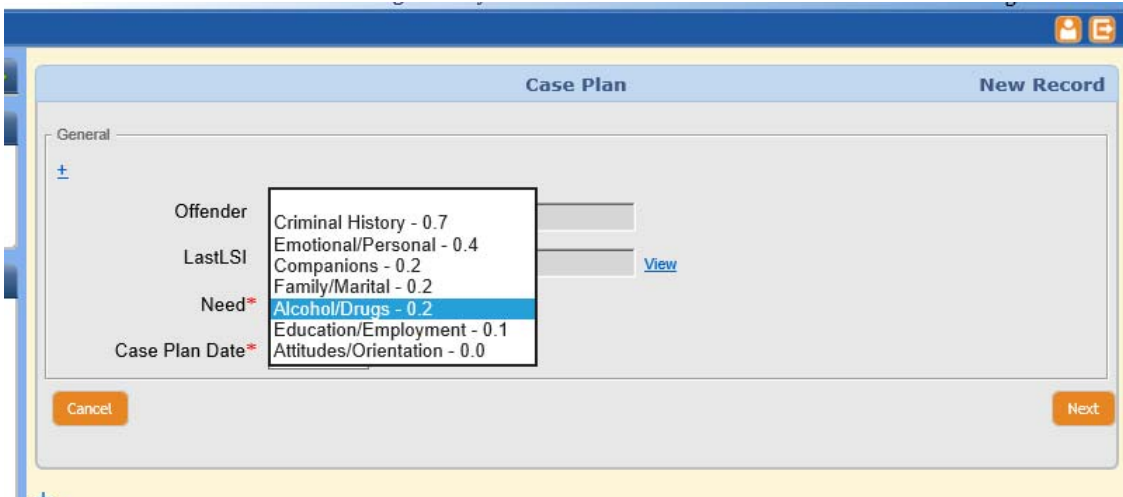 Case Plan
New Record
General
+
Offender
Criminal History - 0.7
Emotional/Personal - 0.4
LastLSI
Companions - 0.2
View
Family/Marital - 0.2
Need*
Alcohol/Drugs - 0.2
Education/Employment - 0.1
Case Plan Date*
Attitudes/Orientation - 0.0
Cancel
Next